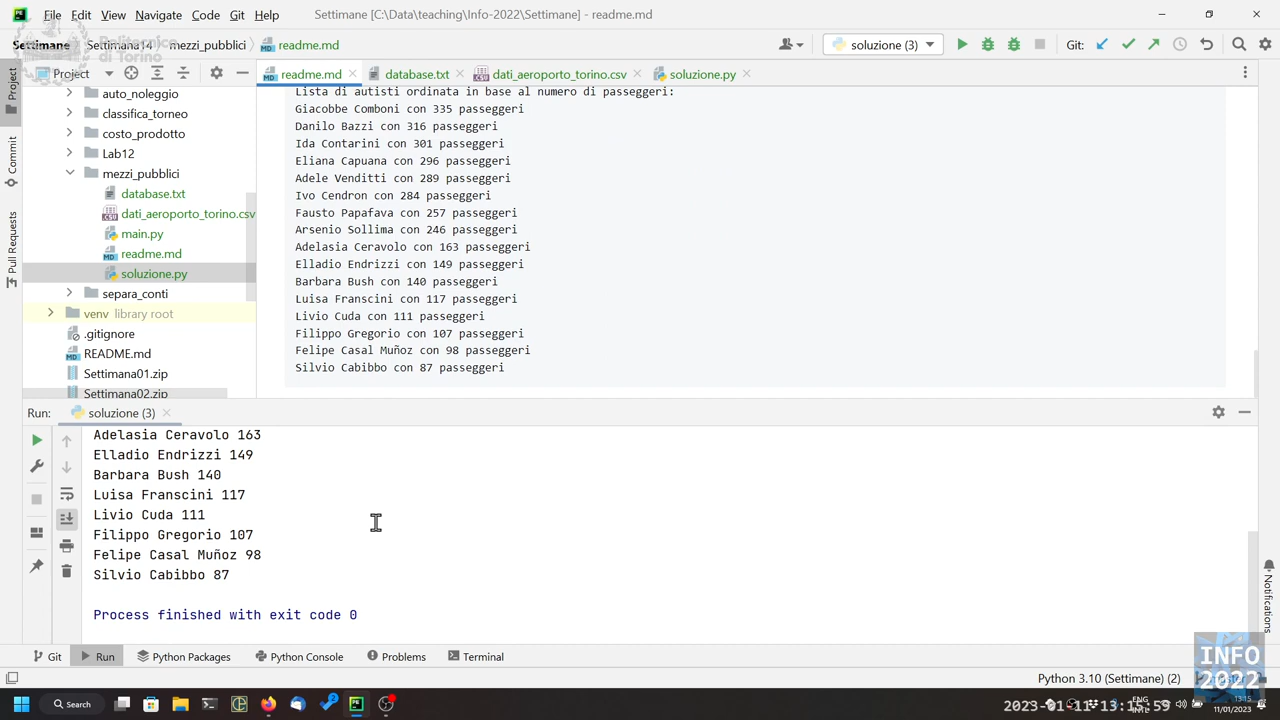 File Edit View Navigate Code Git Help Settimane [C:\Data\teaching\Info-2022\Settimane] - readme.md
Politecnico
di Torino
Settimane Settimana14 mezzi_pubblici readme.md soluzione (3) Git:
Project readme.md database.txt dati_aeroporto_torino.csv soluzione.py
Project
Commit
Pull Requests
auto_noleggio
classifica_torneo
costo_prodotto
Lab12
mezzi_pubblici
database.txt
dati_aeroporto_torino.csv
main.py
readme.md
soluzione.py
separa_conti
venv library root
.gitignore
README.md
Settimana01.zip
Settimana02.zip
Lista di autisti ordinata in base al numero di passeggeri:
Giacobbe Comboni con 335 passeggeri
Danilo Bazzi con 316 passeggeri
Ida Contarini con 301 passeggeri
Eliana Capuana con 296 passeggeri
Adele Venditti con 289 passeggeri
Ivo Cendron con 284 passeggeri
Fausto Papafava con 257 passeggeri
Arsenio Sollima con 246 passeggeri
Adelasia Ceravolo con 163 passeggeri
Elladio Endrizzi con 149 passeggeri
Barbara Bush con 140 passeggeri
Luisa Franscini con 117 passeggeri
Livio Cuda con 111 passeggeri
Filippo Gregorio con 107 passeggeri
Felipe Casal Muñoz con 98 passeggeri
Silvio Cabibbo con 87 passeggeri
Run: soluzione (3)
Adelasia Ceravolo 163
Elladio Endrizzi 149
Barbara Bush 140
Luisa Franscini 117
Livio Cuda 111
Filippo Gregorio 107
Felipe Casal Muñoz 98
Silvio Cabibbo 87
Process finished with exit code 0
Notifications
Git Run Python Packages Python Console Problems Terminal
INFO
2022
Python 3.10 (Settimane) (2)
Search
ENG
13:15
11/01/2023